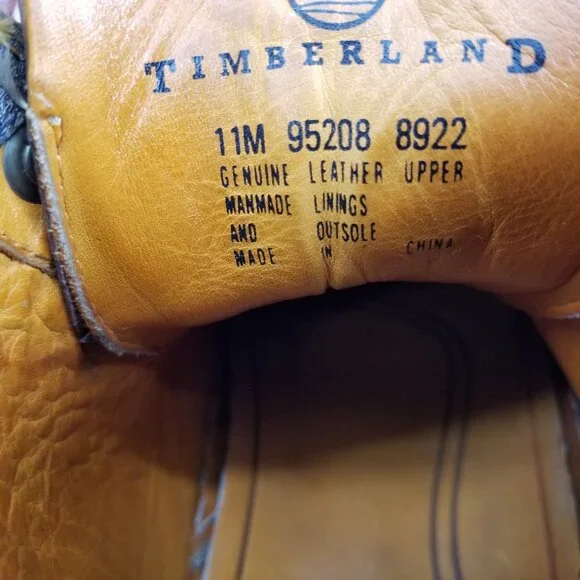 TIMBERLAND
11M 95208 8922
GENUINE LEATHER UPPER
MANMADE LININGS
AND OUTSOLE
MADE IN CHINA